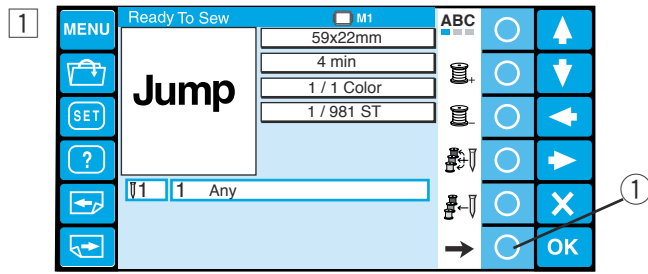 1
MENU
Ready To Sew
M1
ABC
59x22mm
4 min
Jump
1 / 1 Color
SET
1 / 981 ST
?
1
1 Any
1
X
OK